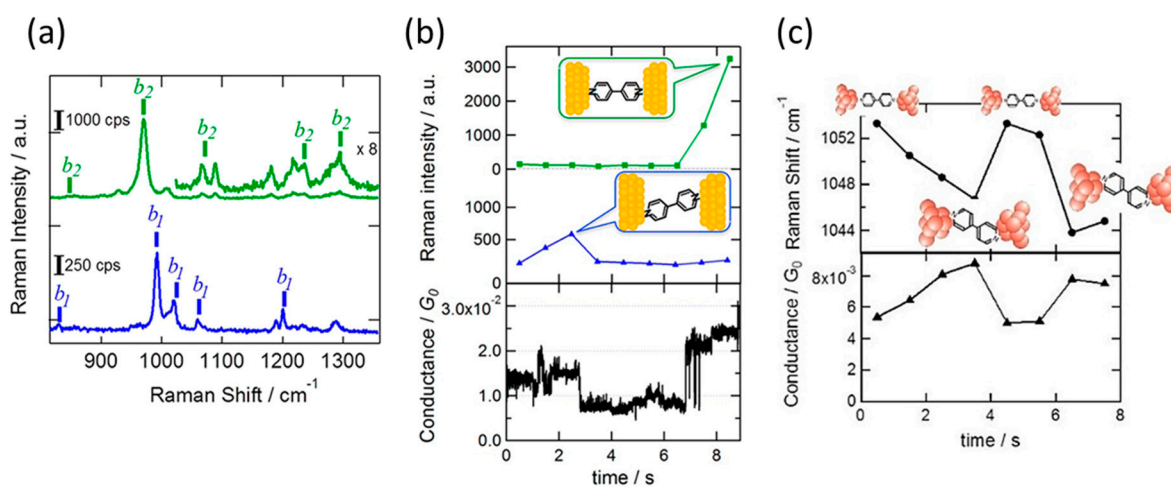 (a)
b2
1000 cps
b2
b2
b2
b2
x 8
b1
250 cps
b1
b1
b1
b1
Raman Intensity / a.u.
900
1000
1100
1200
1300
Raman Shift / cm-1
(b)
3000
2000
1000
0
Raman intensity / a.u.
1000
500
0
3.0x10-2
2.0
1.0
0.0
Conductance / G0
0
2
4
6
8
time / s
N
N
N
N
(c)
1052
1048
1044
Raman Shift / cm-1
8x10-3
6
4
2
0
Conductance / G0
0
2
4
6
8
time / s